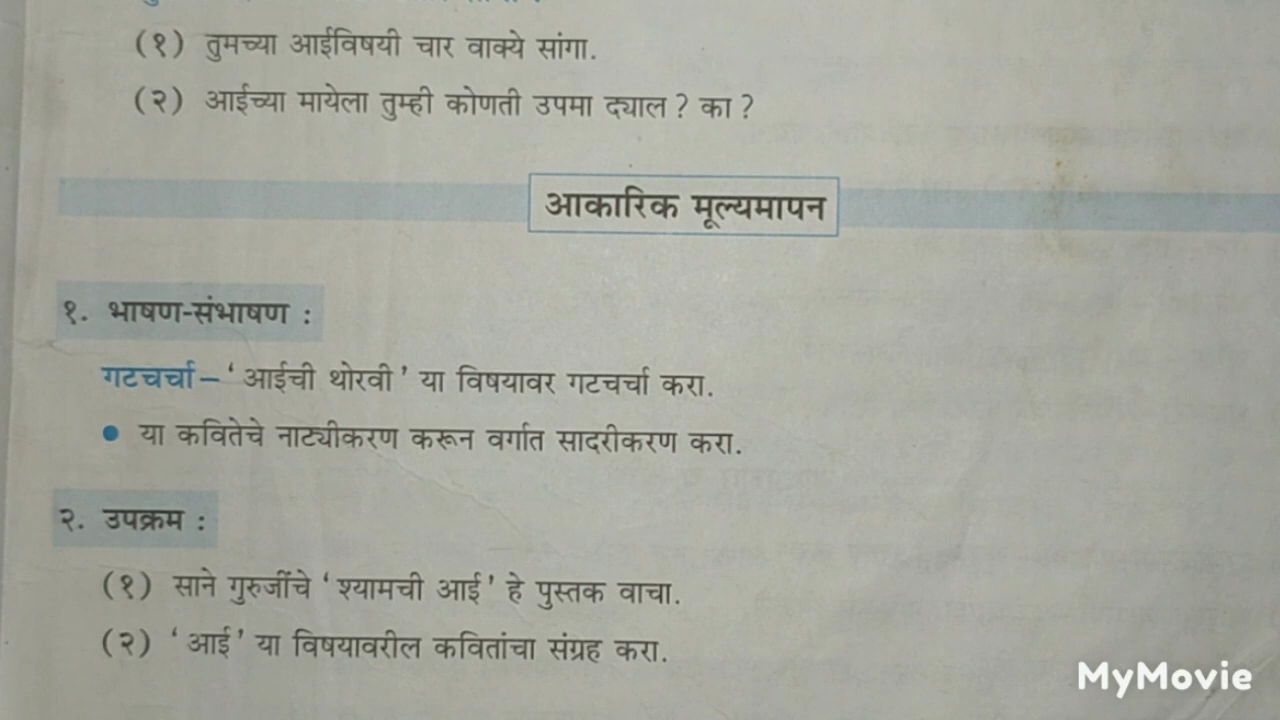 (१) तुमच्या आईविषयी चार वाक्ये सांगा.
(२) आईच्या मायेला तुम्ही कोणती उपमा द्याल ? का ?
आकारिक मूल्यमापन
१. भाषण-संभाषण :
गटचर्चा – ‘ आईची थोरवी ’ या विषयावर गटचर्चा करा.
● या कवितेचे नाट्यीकरण करून वर्गात सादरीकरण करा.
२. उपक्रम :
(१) साने गुरुजींचे ‘ श्यामची आई ’ हे पुस्तक वाचा.
(२) ‘ आई ’ या विषयावरील कवितांचा संग्रह करा.
MyMovie